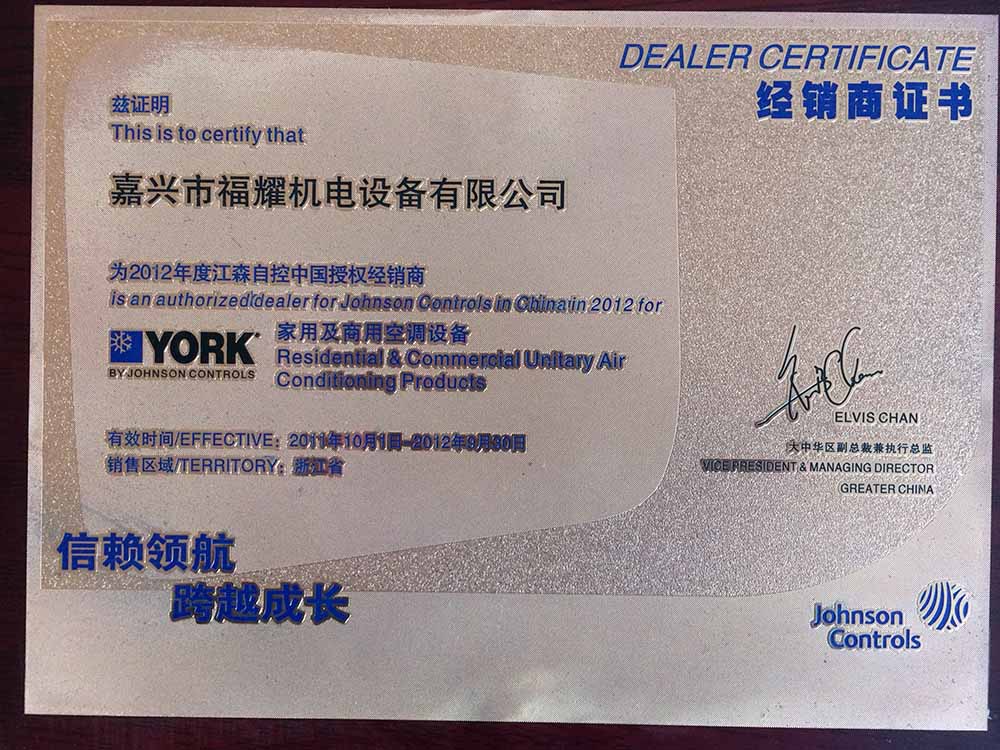 DEALER CERTIFICATE
经销商证书
兹证明
This is to certify that
嘉兴市福耀机电设备有限公司
为2012年度江森自控中国授权经销商
is an authorized dealer for Johnson Controls in China in 2012 for
YORK
BY JOHNSON CONTROLS
家用及商用空调设备
Residential & Commercial Unitary Air
Conditioning Products
有效时间/EFFECTIVE：2011年10月1日-2012年9月30日
销售区域/TERRITORY：浙江省
ELVIS CHAN
大中华区副总裁兼执行总监
VICE PRESIDENT & MANAGING DIRECTOR
GREATER CHINA
信赖领航
跨越成长
Johnson
Controls